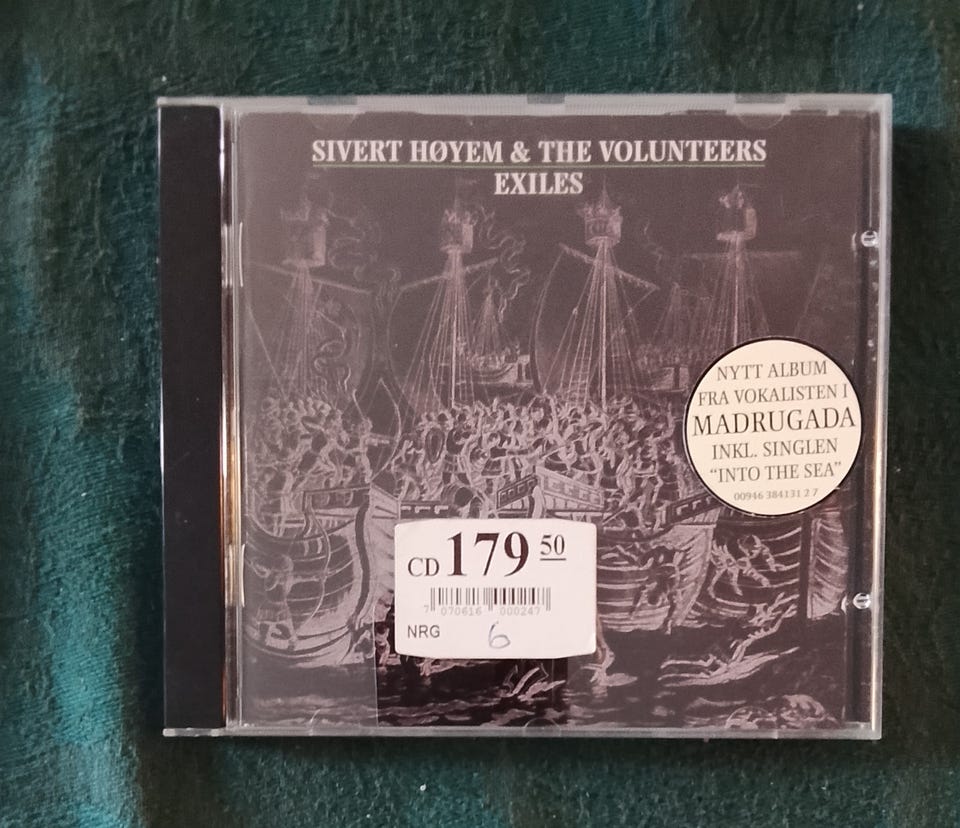 SIVERT HØYEM & THE VOLUNTEERS
EXILES
NYTT ALBUM
FRA VOKALISTEN I
MADRUGADA
INKL. SINGLEN
"INTO THE SEA"
00946 384131 2 7
CD 179 50
7 070616 000247
NRG 6